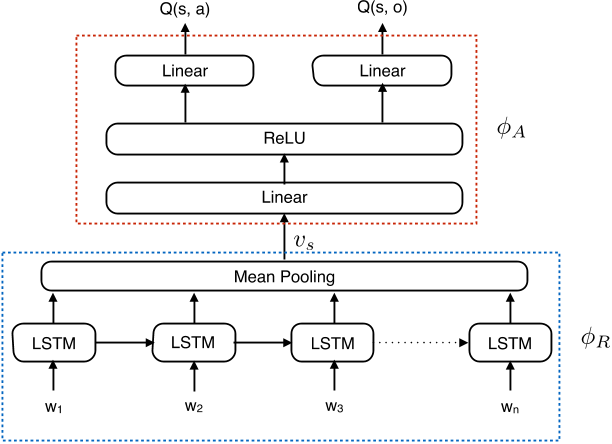 Q(s, a) Q(s, o)
Linear Linear
ReLU
ϕA
Linear
vs
Mean Pooling
LSTM LSTM LSTM LSTM
ϕR
w1 w2 w3 wn